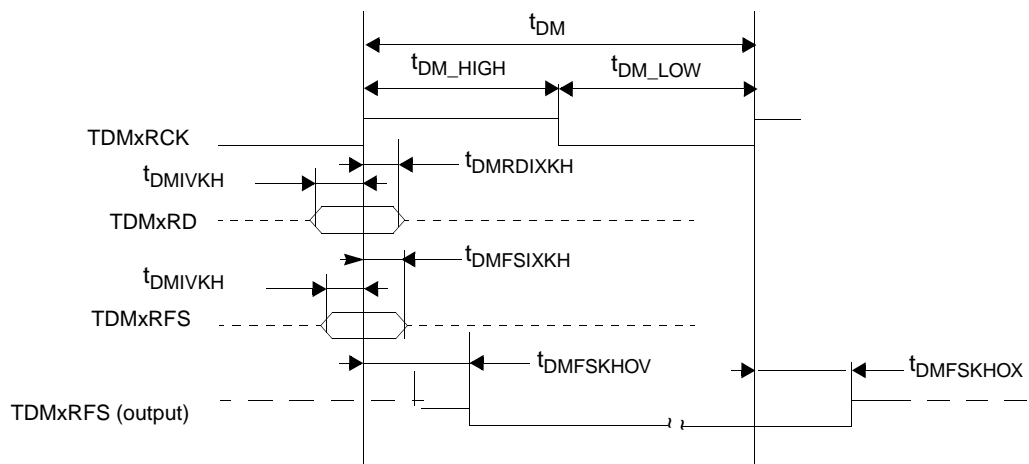 tDM
tDM_HIGH
tDM_LOW
TDMxRCK
tDMRDIXKH
tDMIVKH
TDMxRD
tDMFSIXKH
tDMIVKH
TDMxRFS
tDMFSKHOV
tDMFSKHOX
TDMxRFS (output)